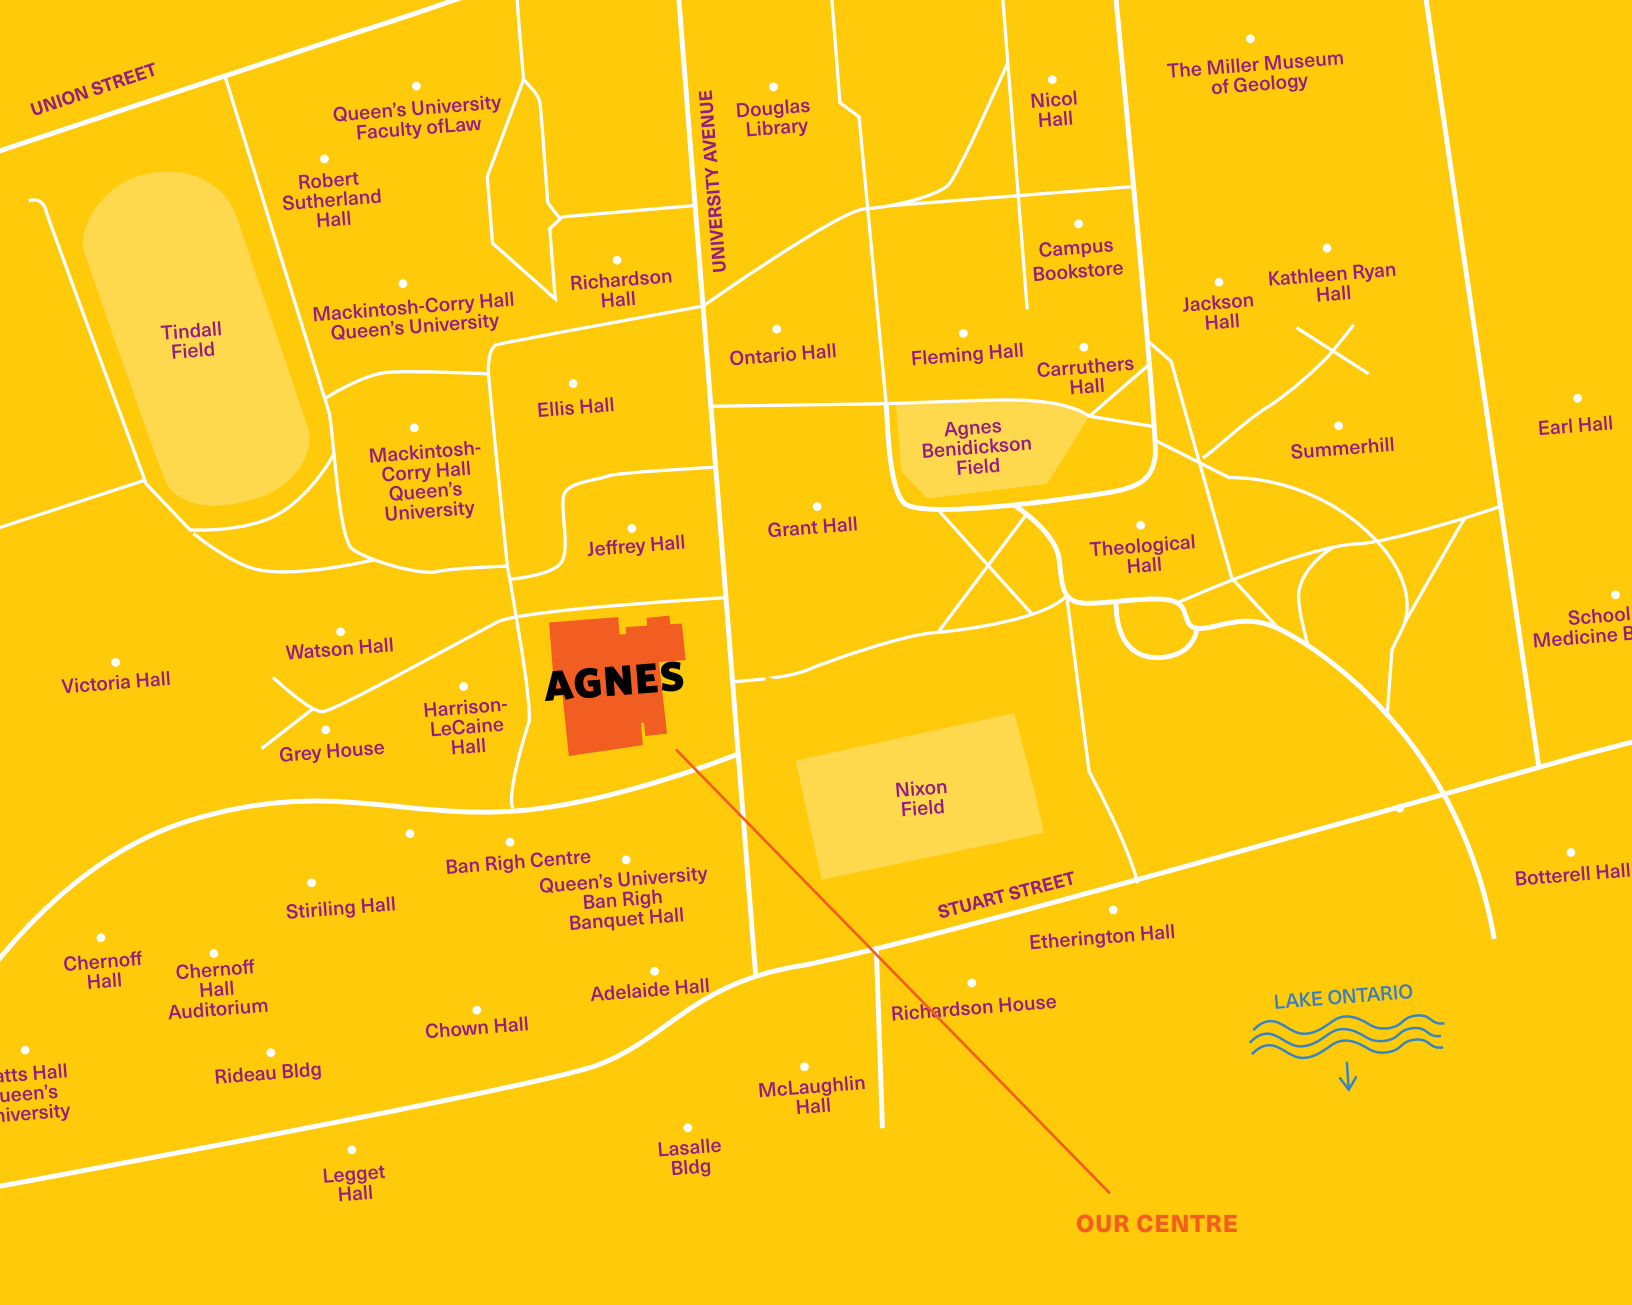 UNION STREET
Queen's University
Faculty ofLaw
Robert
Sutherland
Hall
UNIVERSITY AVENUE
Douglas
Library
Nicol
Hall
The Miller Museum
of Geology
Tindall
Field
Mackintosh-Corry Hall
Queen's University
Richardson
Hall
Campus
Bookstore
Jackson
Hall
Kathleen Ryan
Hall
Ontario Hall
Fleming Hall
Carruthers
Hall
Ellis Hall
Mackintosh-
Corry Hall
Queen's
University
Agnes
Benidickson
Field
Summerhill
Earl Hall
Jeffrey Hall
Grant Hall
Theological
Hall
School
Medicine B
Victoria Hall
Watson Hall
Grey House
Harrison-
LeCaine
Hall
AGNES
Nixon
Field
STUART STREET
Ban Righ Centre
Queen's University
Ban Righ
Banquet Hall
Stiriling Hall
Botterell Hall
Etherington Hall
Chernoff
Hall
Chernoff
Hall
Auditorium
Adelaide Hall
Chown Hall
Richardson House
LAKE ONTARIO
atts Hall
ueen's
niversity
Rideau Bldg
McLaughlin
Hall
Legget
Hall
Lasalle
Bldg
OUR CENTRE